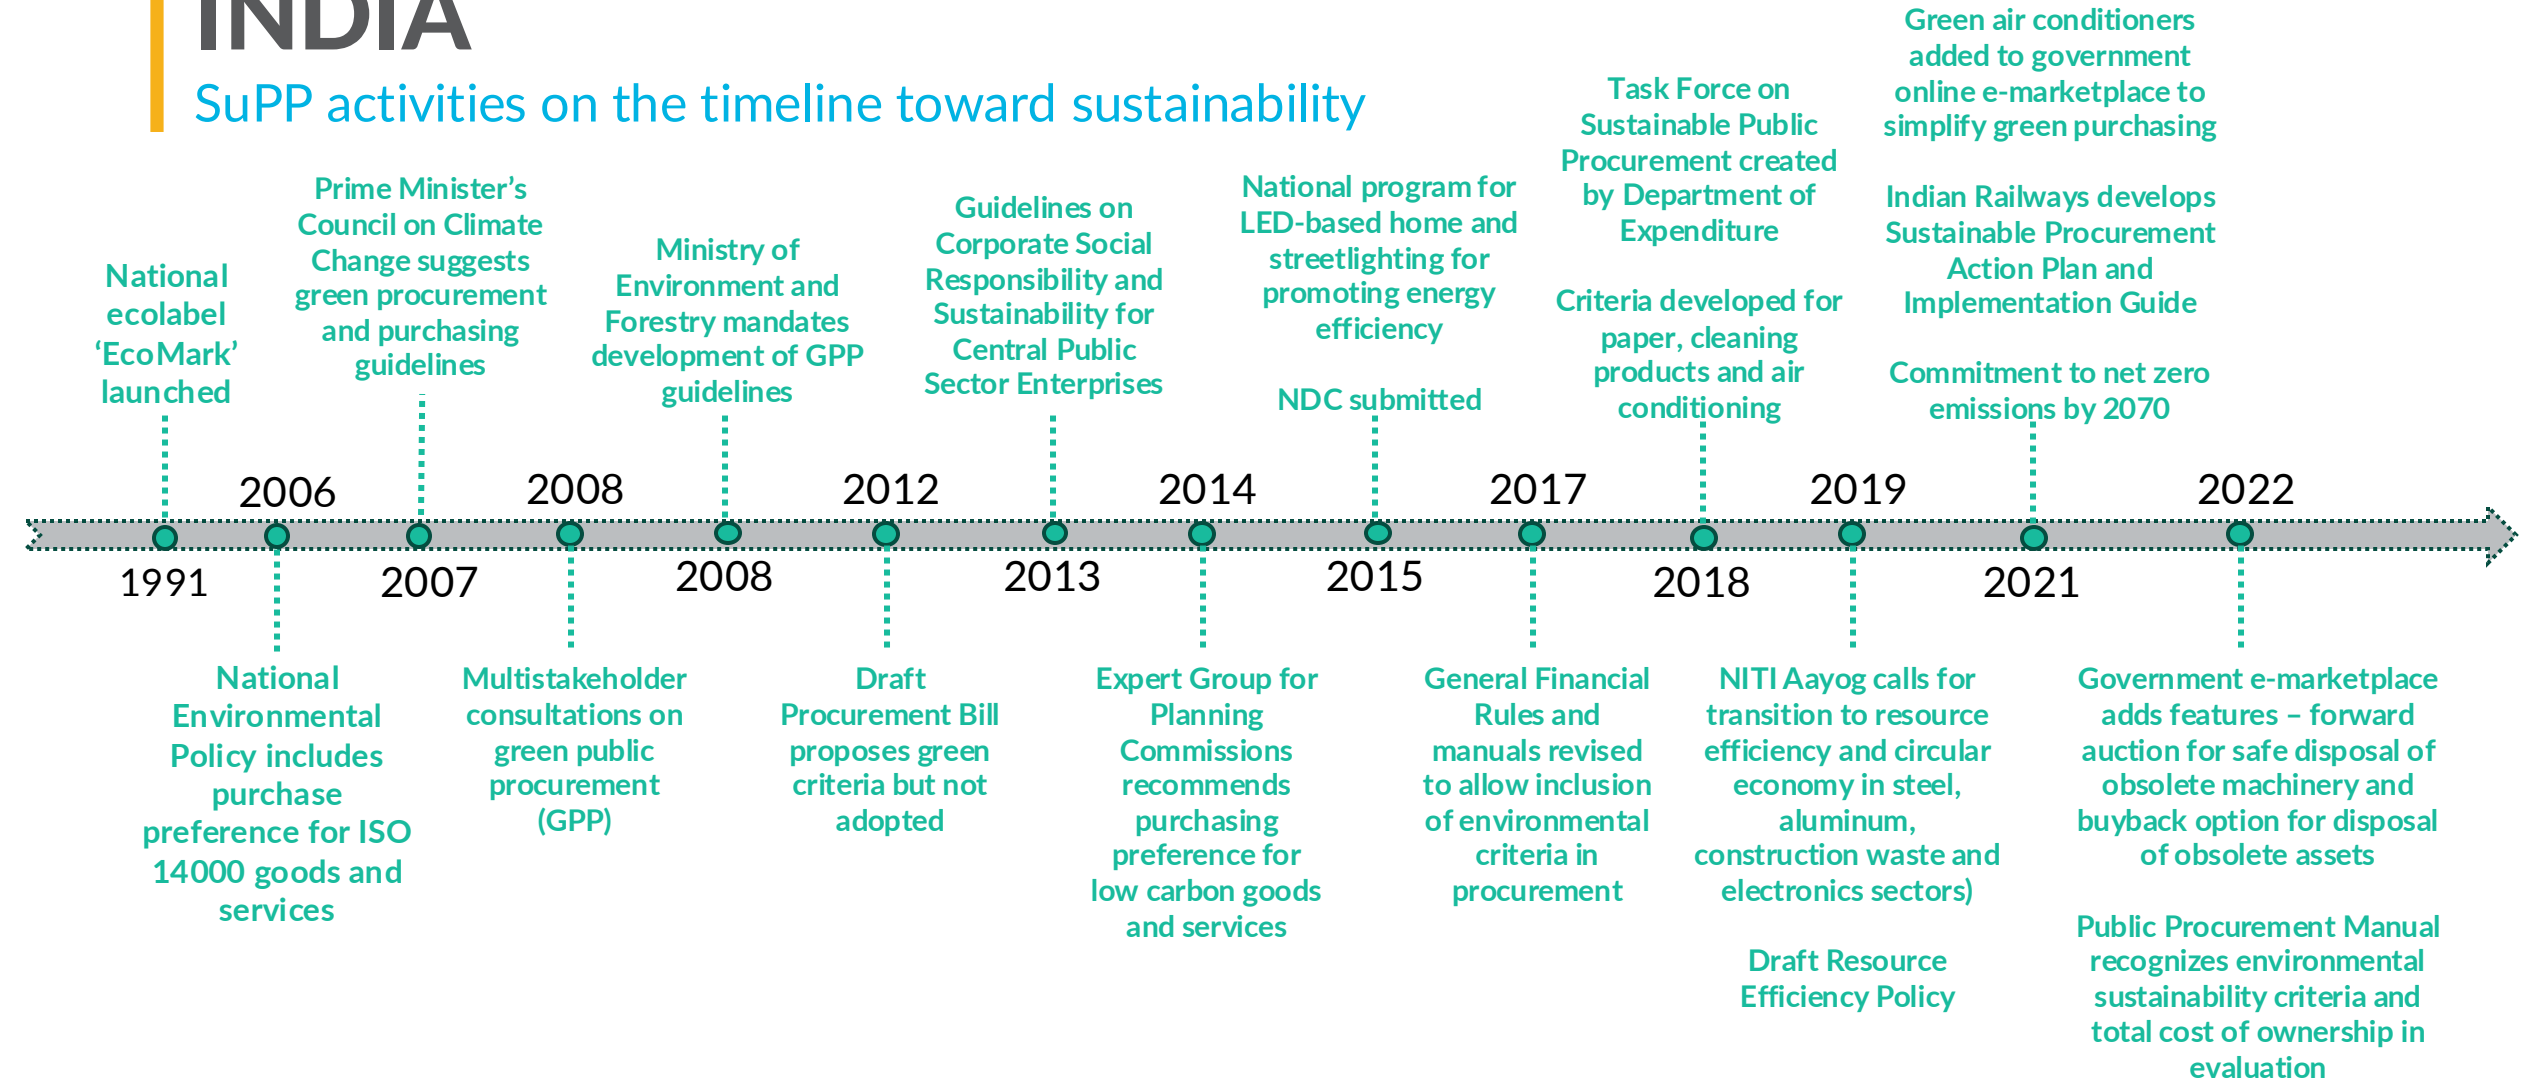 INDIA
SuPP activities on the timeline toward sustainability
National
ecolabel
‘EcoMark’
launched
1991
2006
National
Environmental
Policy includes
purchase
preference for ISO
14000 goods and
services
Prime Minister’s
Council on Climate
Change suggests
green procurement
and purchasing
guidelines
2007
2008
Multistakeholder
consultations on
green public
procurement
(GPP)
Ministry of
Environment and
Forestry mandates
development of GPP
guidelines
2008
2012
Draft
Procurement Bill
proposes green
criteria but not
adopted
Guidelines on
Corporate Social
Responsibility and
Sustainability for
Central Public
Sector Enterprises
2013
2014
Expert Group for
Planning
Commissions
recommends
purchasing
preference for
low carbon goods
and services
National program for
LED-based home and
streetlighting for
promoting energy
efficiency
NDC submitted
2015
2017
General Financial
Rules and
manuals revised
to allow inclusion
of environmental
criteria in
procurement
Task Force on
Sustainable Public
Procurement created
by Department of
Expenditure
Criteria developed for
paper, cleaning
products and air
conditioning
2018
2019
NITI Aayog calls for
transition to resource
efficiency and circular
economy in steel,
aluminum,
construction waste and
electronics sectors)
Draft Resource
Efficiency Policy
Green air conditioners
added to government
online e-marketplace to
simplify green purchasing
Indian Railways develops
Sustainable Procurement
Action Plan and
Implementation Guide
Commitment to net zero
emissions by 2070
2021
2022
Government e-marketplace
adds features – forward
auction for safe disposal of
obsolete machinery and
buyback option for disposal
of obsolete assets
Public Procurement Manual
recognizes environmental
sustainability criteria and
total cost of ownership in
evaluation